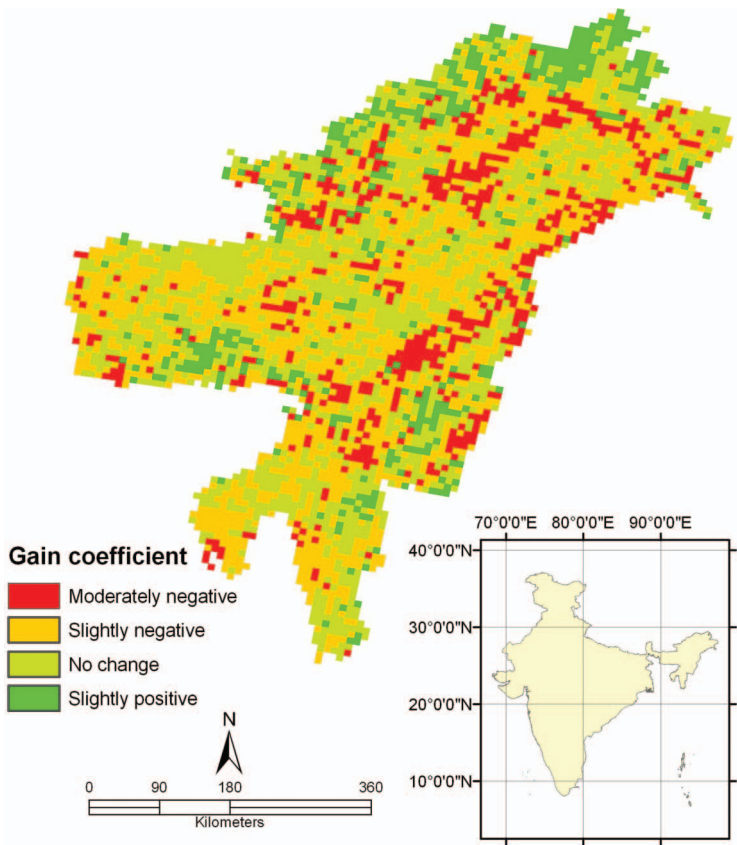 Gain coefficient
Moderately negative
Slightly negative
No change
Slightly positive
N
0 90 180 360
Kilometers
70°0'0"E 80°0'0"E 90°0'0"E
40°0'0"N
30°0'0"N
20°0'0"N
10°0'0"N